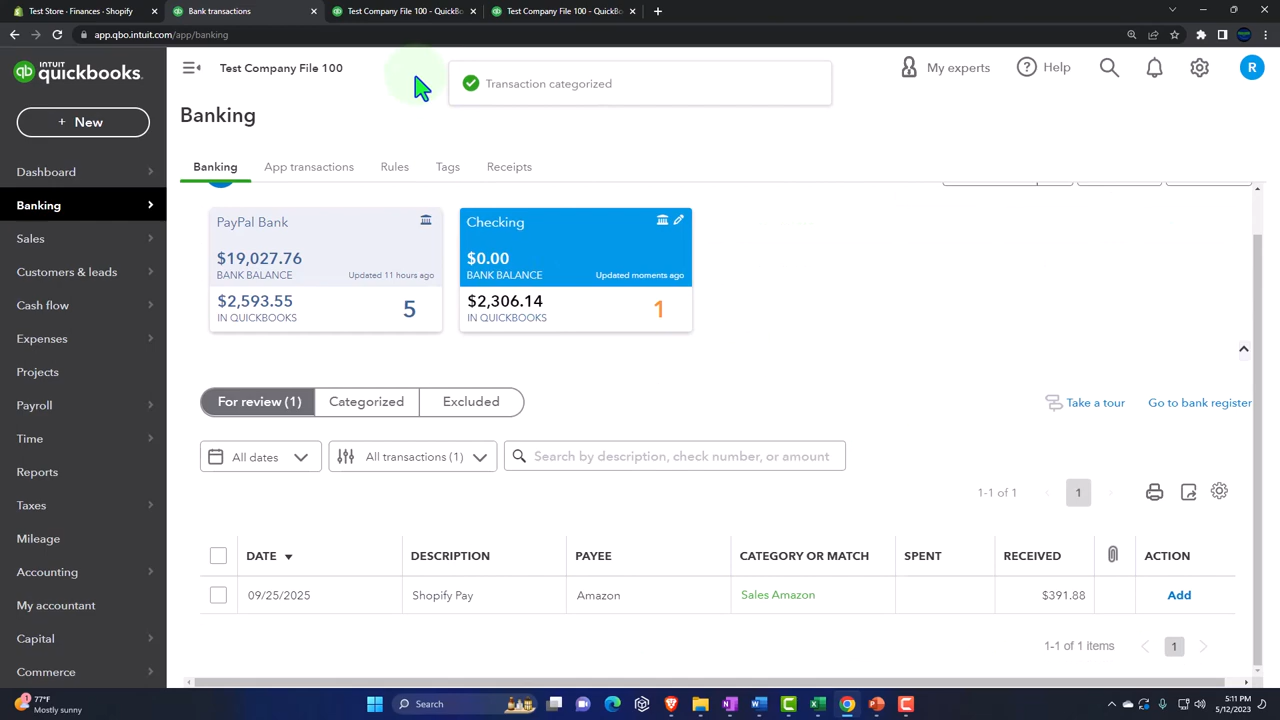 Test Store · Test Stores · Shopify
Bank Transactions
Test Company File 100 - QuickBo
Test Company File 100 - QuickBo
app.qbo.intuit.com/app/banking
INTUIT
quickbooks.
Test Company File 100
Transaction categorized
My experts
Help
R
+ New
Banking
Dashboard
Banking
Sales
Customers & leads
Cash flow
Expenses
Projects
Payroll
Time
Reports
Taxes
Mileage
Accounting
My accountant
Capital
Commerce
Banking
App transactions
Rules
Tags
Receipts
PayPal Bank
$19,027.76
BANK BALANCE
Updated 11 hours ago
$2,593.55
IN QUICKBOOKS
5
Checking
$0.00
BANK BALANCE
Updated moments ago
$2,306.14
IN QUICKBOOKS
1
For review (1)
Categorized
Excluded
Take a tour
Go to bank register
All dates
All transactions (1)
Search by description, check number, or amount
1-1 of 1
1
DATE
DESCRIPTION
PAYEE
CATEGORY OR MATCH
SPENT
RECEIVED
ACTION
09/25/2025
Shopify Pay
Amazon
Sales Amazon
$391.88
Add
1-1 of 1 items
1
77°F
Mostly sunny
Search
5:11 PM
5/12/2023